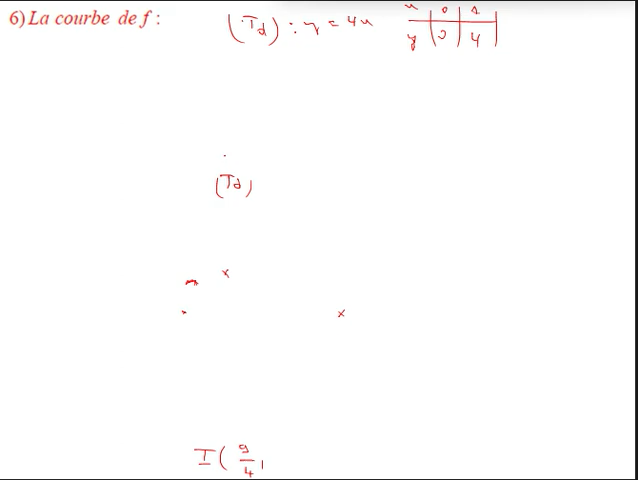 6) La courbe de f : (Td) : y = 4x x | 0 | 1
y | 0 | 4
(Td)
I ( 9/4 ,